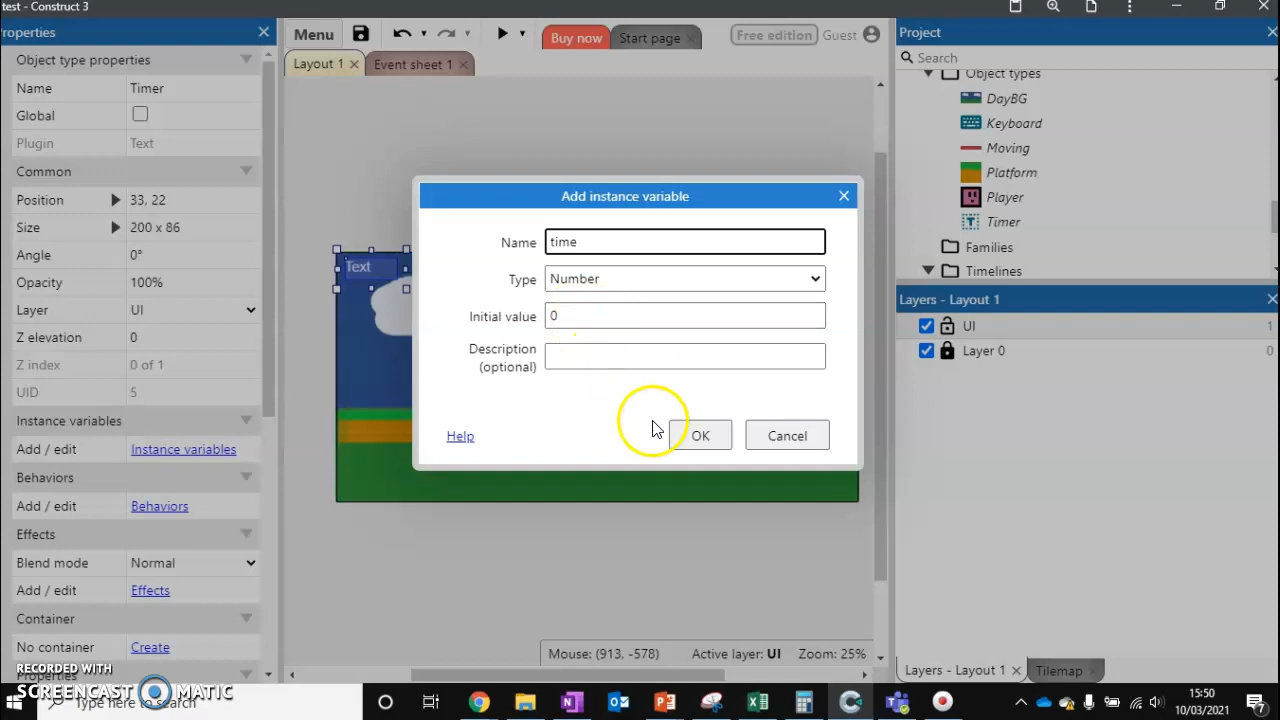 test - Construct 3
Properties
Object type properties
Name Timer
Global
Plugin Text
Common
Position 33, 22
Size 200 x 86
Angle 0°
Opacity 100%
Layer UI
Z elevation 0
Z index 0 of 1
UID 5
Instance variables
Add / edit Instance variables
Behaviors
Add / edit Behaviors
Effects
Blend mode Normal
Add / edit Effects
Container
No container Create
Properties
Menu
Buy now
Start page
Free edition
Guest
Layout 1
Event sheet 1
Text
Add instance variable
Name time
Type Number
Initial value 0
Description
(optional)
Help
OK
Cancel
Mouse: (913, -578) Active layer: UI Zoom: 25%
Project
Search
Object types
DayBG
Keyboard
Moving
Platform
Player
Timer
Families
Timelines
Layers - Layout 1
UI 1
Layer 0 0
Layers - Layout 1
Tilemap
RECORDED WITH
SCREENCAST MATIC
Type here to search
15:50
10/03/2021